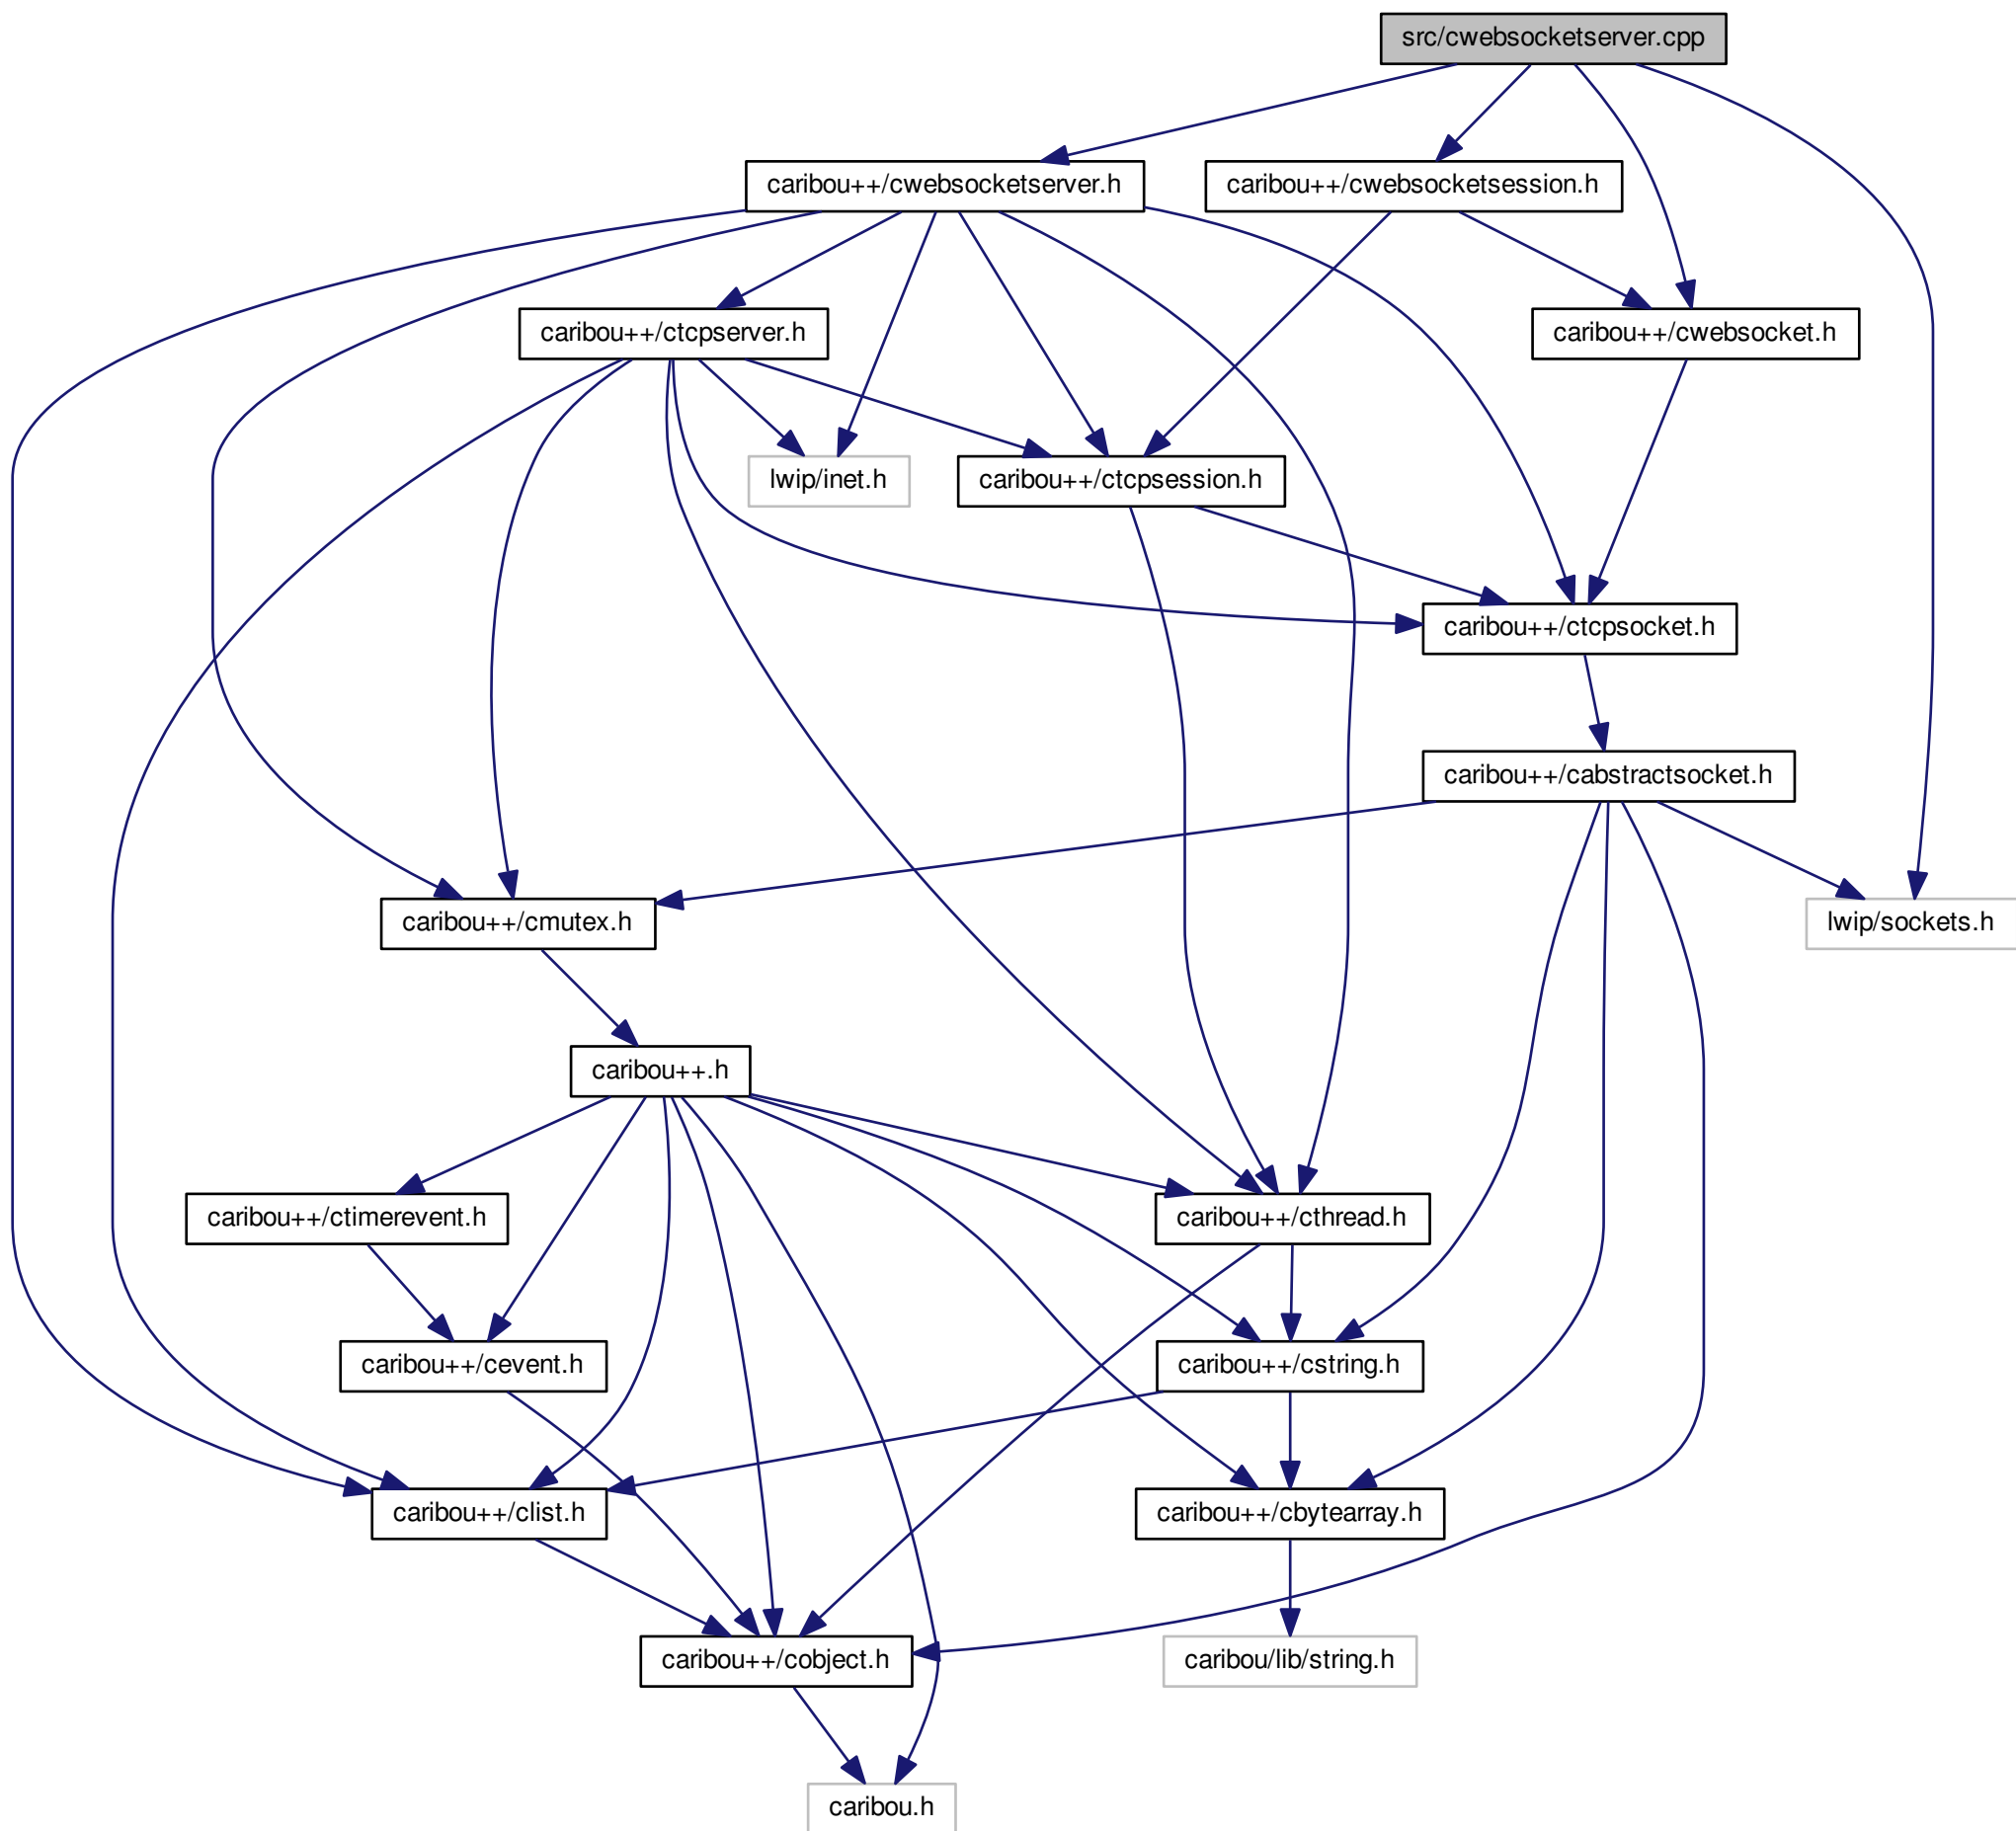 src/cwebsocketserver.cpp
caribou++/cwebsocketserver.h
caribou++/cwebsocketsession.h
caribou++/ctcpserver.h
caribou++/cwebsocket.h
lwip/inet.h
caribou++/ctcpsession.h
caribou++/ctcpsocket.h
caribou++/cabstractsocket.h
caribou++/cmutex.h
lwip/sockets.h
caribou++.h
caribou++/ctimerevent.h
caribou++/cthread.h
caribou++/cevent.h
caribou++/cstring.h
caribou++/clist.h
caribou++/cbytearray.h
caribou++/cobject.h
caribou/lib/string.h
caribou.h